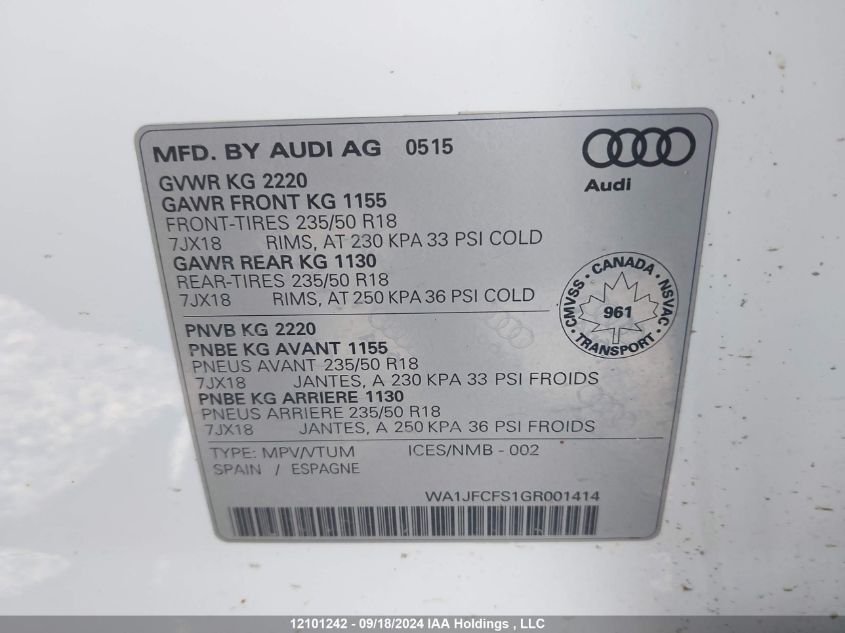 MFD. BY AUDI AG 0515
Audi
GVWR KG 2220
GAWR FRONT KG 1155
FRONT-TIRES 235/50 R18
7JX18 RIMS, AT 230 KPA 33 PSI COLD
GAWR REAR KG 1130
REAR-TIRES 235/50 R18
7JX18 RIMS, AT 250 KPA 36 PSI COLD
CMVSS - CANADA - NSVAC
961
- TRANSPORT -
PNVB KG 2220
PNBE KG AVANT 1155
PNEUS AVANT 235/50 R18
7JX18 JANTES, A 230 KPA 33 PSI FROIDS
PNBE KG ARRIERE 1130
PNEUS ARRIERE 235/50 R18
7JX18 JANTES, A 250 KPA 36 PSI FROIDS
TYPE: MPV/VTUM ICES/NMB - 002
SPAIN / ESPAGNE
WA1JFCFS1GR001414
12101242 - 09/18/2024 IAA Holdings , LLC